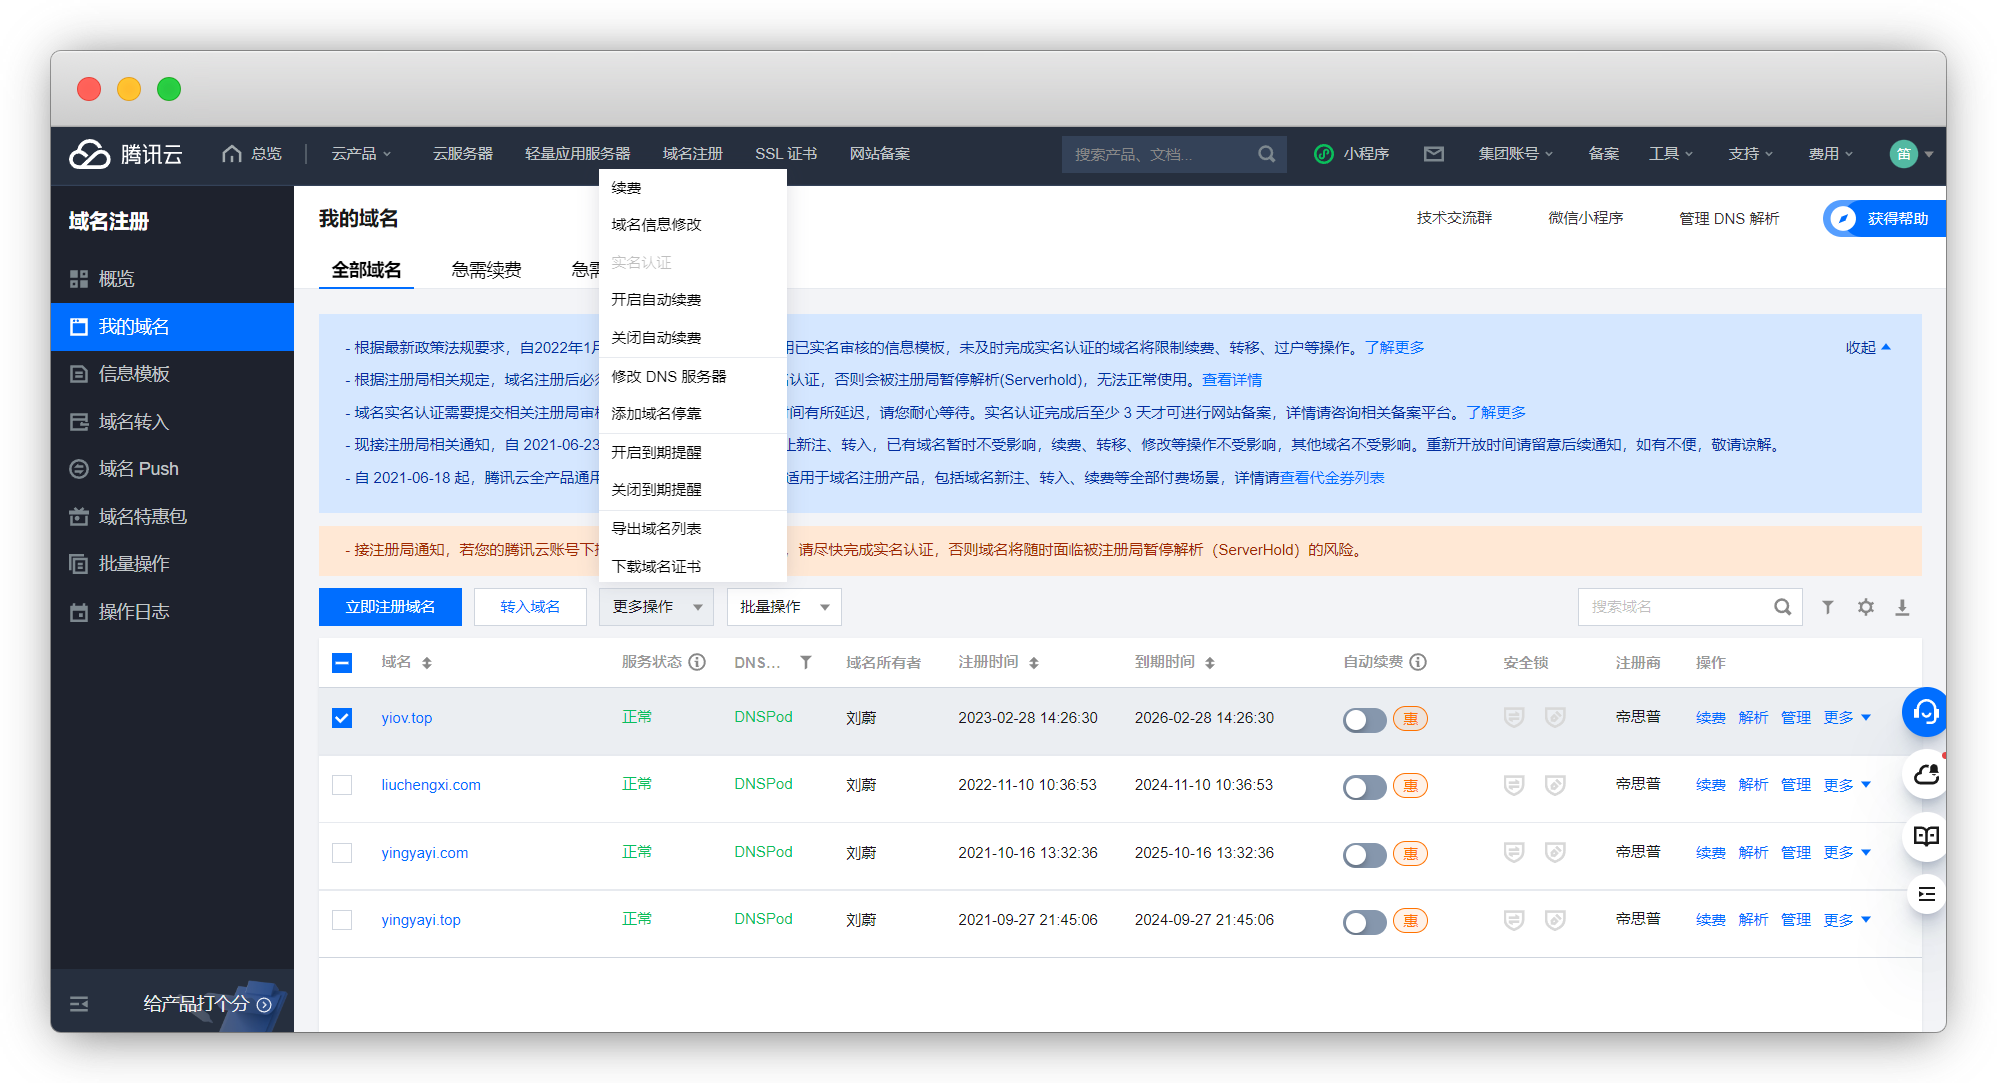 腾讯云
总览
云产品
云服务器
轻量应用服务器
域名注册
SSL 证书
网站备案
搜索产品、文档...
小程序
集团账号
备案
工具
支持
费用
笛
域名注册
概览
我的域名
信息模板
域名转入
域名 Push
域名特惠包
批量操作
操作日志
给产品打个分
我的域名
技术交流群
微信小程序
管理 DNS 解析
获得帮助
全部域名
急需续费
急需
续费
域名信息修改
实名认证
开启自动续费
关闭自动续费
修改 DNS 服务器
添加域名停靠
开启到期提醒
关闭到期提醒
导出域名列表
下载域名证书
- 根据最新政策法规要求，自2022年1月 已实名审核的信息模板，未及时完成实名认证的域名将限制续费、转移、过户等操作。了解更多
收起
- 根据注册局相关规定，域名注册后必须 认证，否则会被注册局暂停解析(Serverhold)，无法正常使用。查看详情
- 域名实名认证需要提交相关注册局审核 间有所延迟，请您耐心等待。实名认证完成后至少 3 天才可进行网站备案，详情请咨询相关备案平台。了解更多
- 现接注册局相关通知，自 2021-06-23 止新注、转入，已有域名暂时不受影响，续费、转移、修改等操作不受影响，其他域名不受影响。重新开放时间请留意后续通知，如有不便，敬请谅解。
- 自 2021-06-18 起，腾讯云全产品通用 适用于域名注册产品，包括域名新注、转入、续费等全部付费场景，详情请查看代金券列表
- 接注册局通知，若您的腾讯云账号下 ，请尽快完成实名认证，否则域名将随时面临被注册局暂停解析（ServerHold）的风险。
立即注册域名
转入域名
更多操作
批量操作
搜索域名
域名 服务状态 DNS... 域名所有者 注册时间 到期时间 自动续费 安全锁 注册商 操作
yiov.top 正常 DNSPod 刘蔚 2023-02-28 14:26:30 2026-02-28 14:26:30 惠 帝思普 续费 解析 管理 更多
liuchengxi.com 正常 DNSPod 刘蔚 2022-11-10 10:36:53 2024-11-10 10:36:53 惠 帝思普 续费 解析 管理 更多
yingyayi.com 正常 DNSPod 刘蔚 2021-10-16 13:32:36 2025-10-16 13:32:36 惠 帝思普 续费 解析 管理 更多
yingyayi.top 正常 DNSPod 刘蔚 2021-09-27 21:45:06 2024-09-27 21:45:06 惠 帝思普 续费 解析 管理 更多